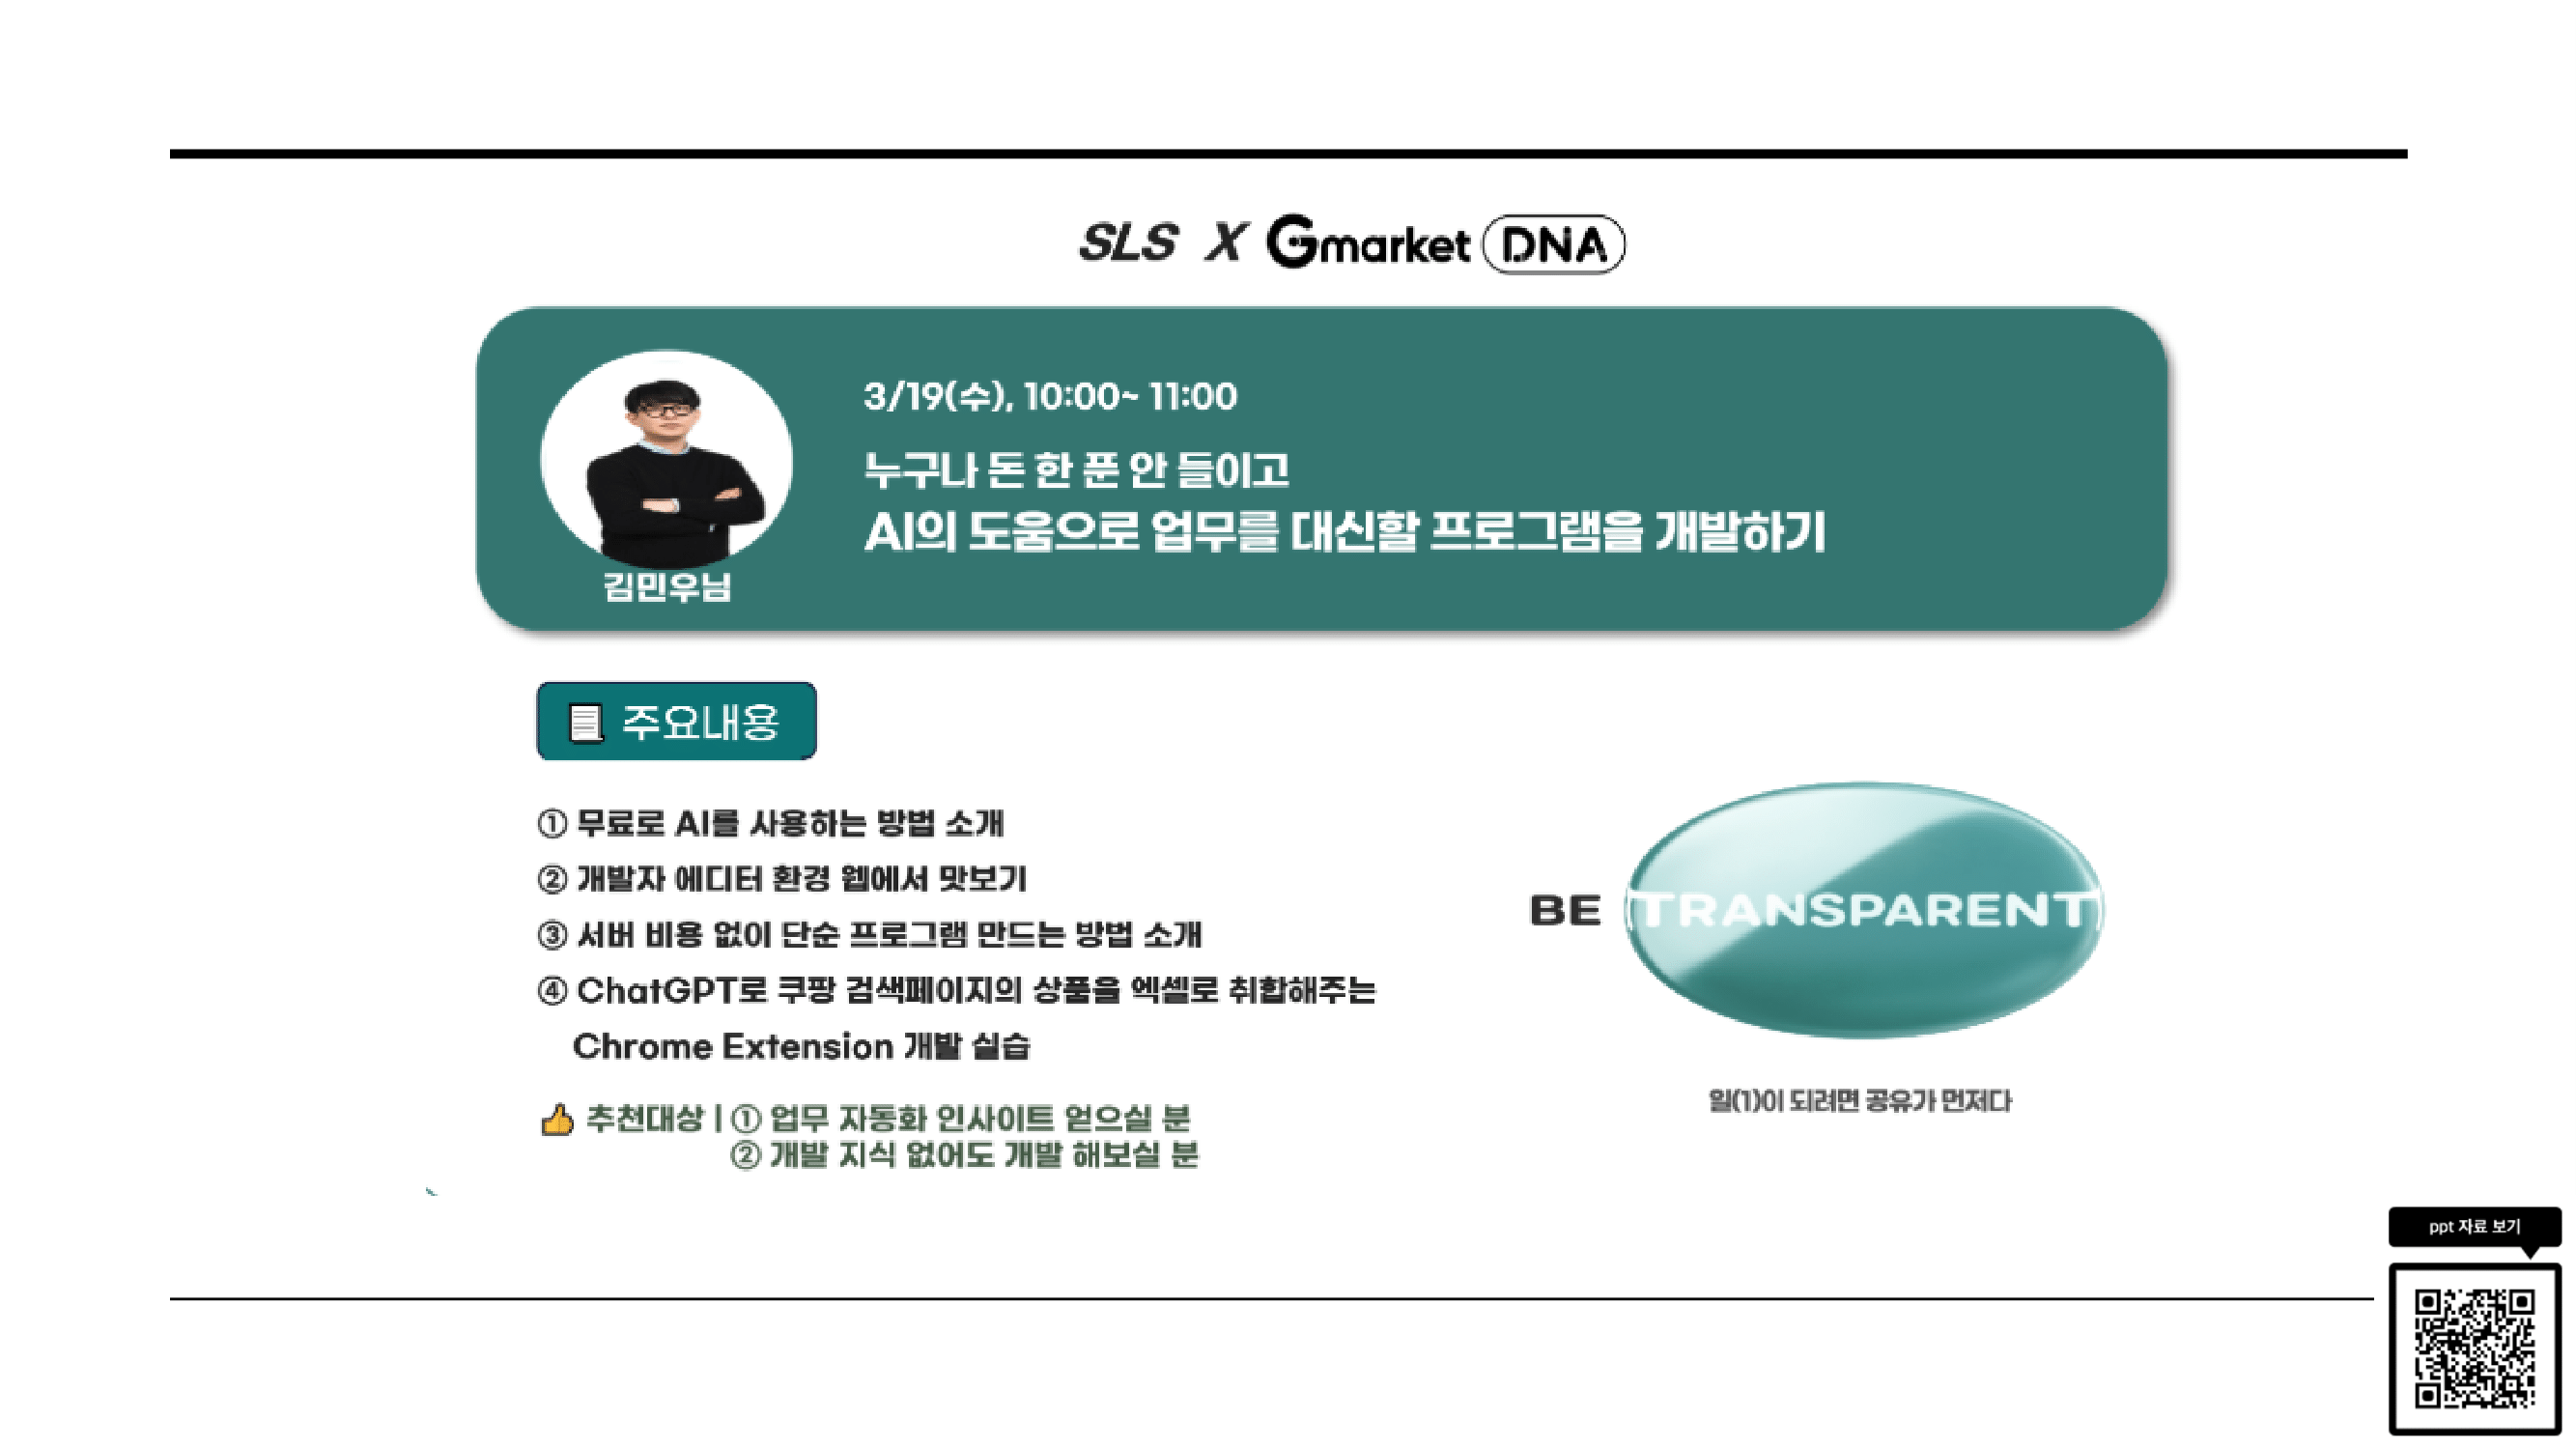 SLS X Gmarket DNA
3/19(수), 10:00~ 11:00
누구나 돈 한 푼 안 들이고
AI의 도움으로 업무를 대신할 프로그램을 개발하기
김민우님
주요내용
① 무료로 AI를 사용하는 방법 소개
② 개발자 에디터 환경 웹에서 맛보기
③ 서버 비용 없이 단순 프로그램 만드는 방법 소개
④ ChatGPT로 쿠팡 검색페이지의 상품을 엑셀로 취합해주는
Chrome Extension 개발 실습
추천대상 | ① 업무 자동화 인사이트 얻으실 분
② 개발 지식 없어도 개발 해보실 분
BE TRANSPARENT
일(1)이 되려면 공유가 먼저다
ppt 자료 보기